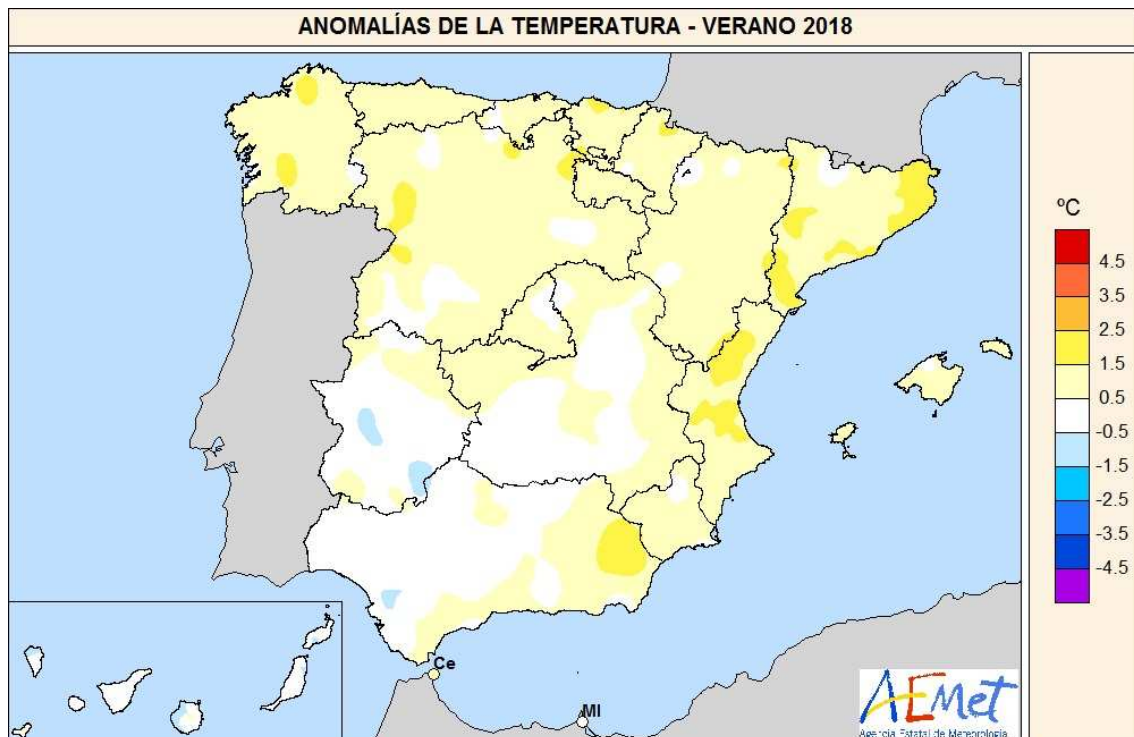 ANOMALÍAS DE LA TEMPERATURA - VERANO 2018
ºC
4.5
3.5
2.5
1.5
0.5
-0.5
-1.5
-2.5
-3.5
-4.5
Ce
Ml
AEMet
Agencia Estatal de Meteorología